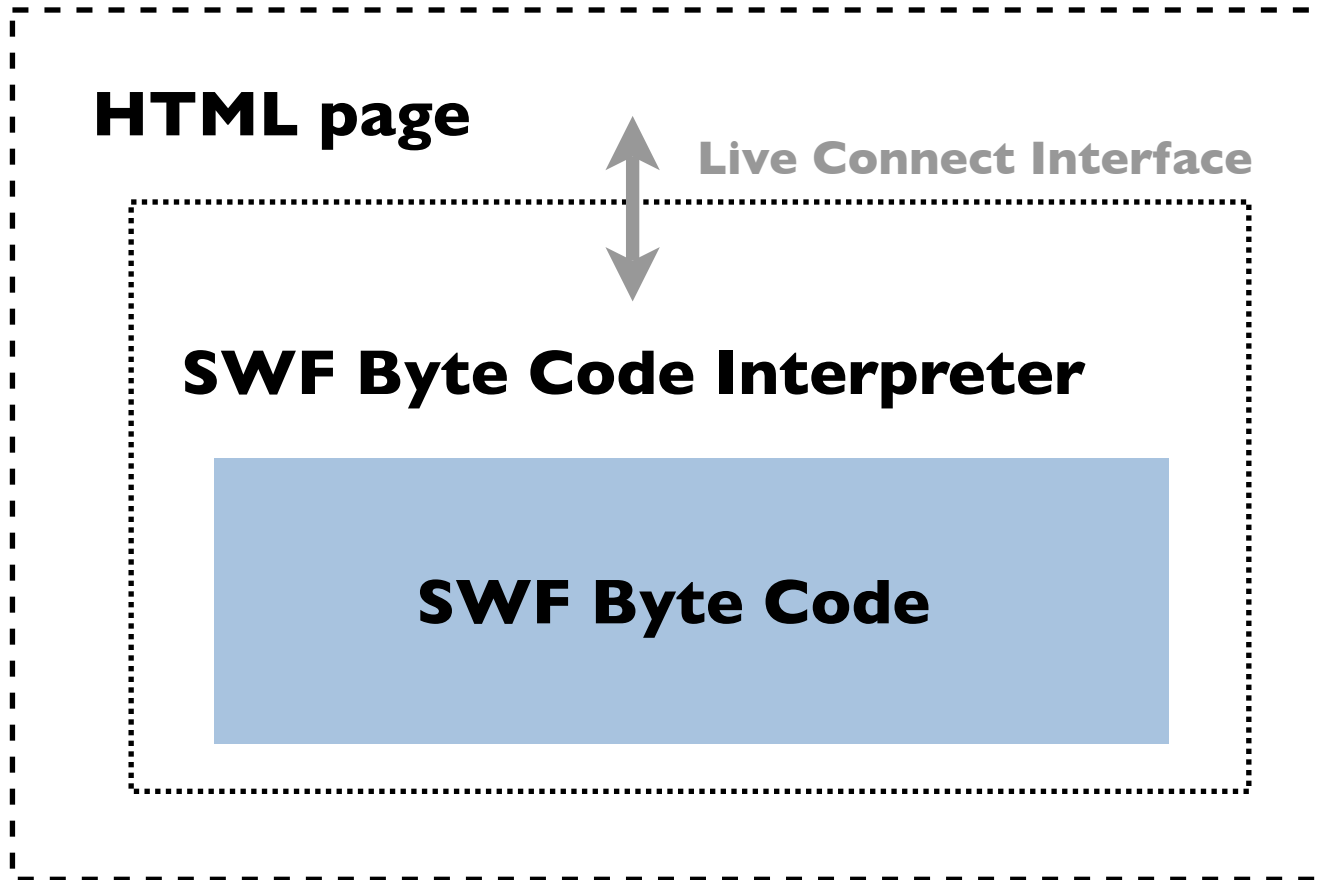 HTML page
Live Connect Interface
SWF Byte Code Interpreter
SWF Byte Code